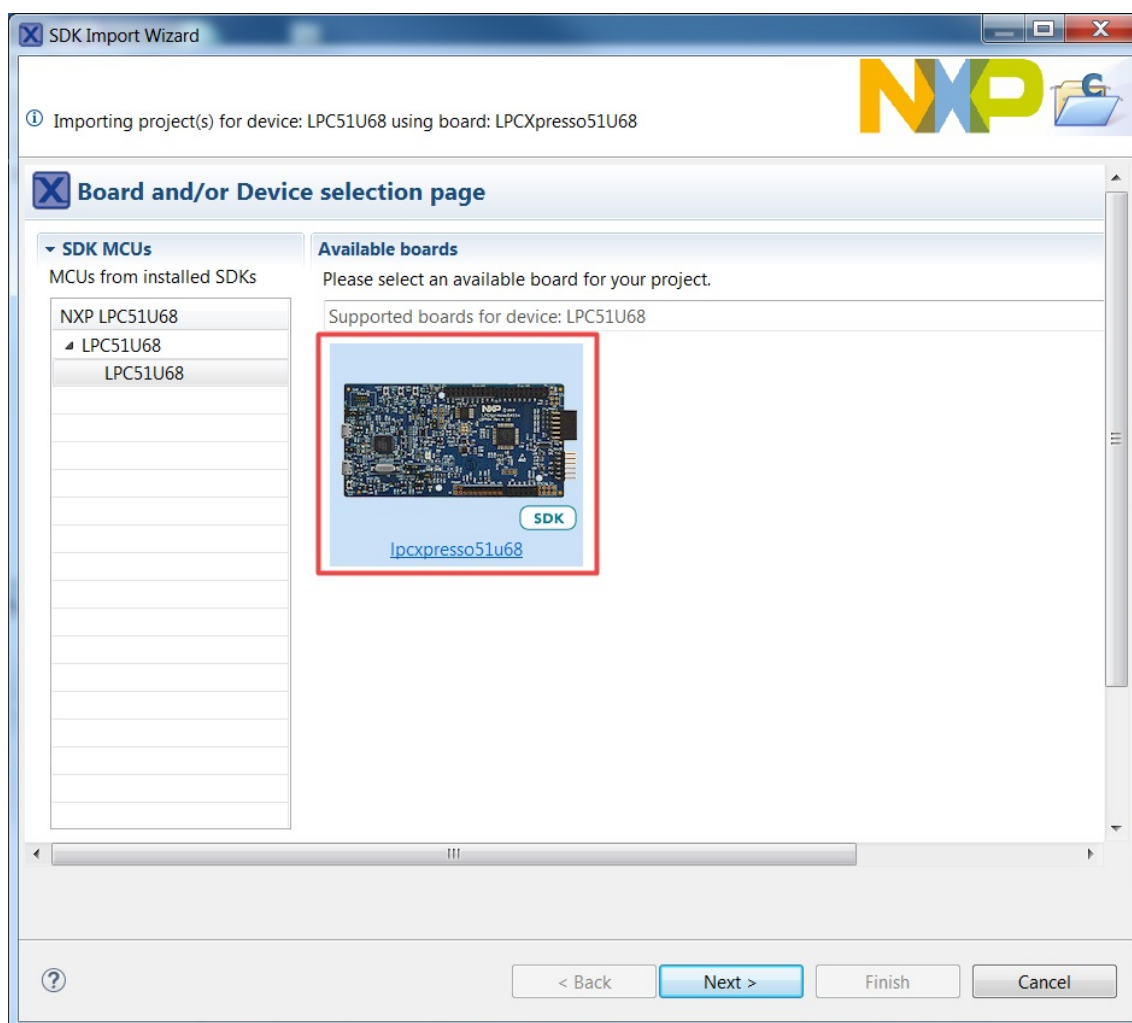 SDK Import Wizard
NXP
Importing project(s) for device: LPC51U68 using board: LPCXpresso51U68
Board and/or Device selection page
SDK MCUs
MCUs from installed SDKs
NXP LPC51U68
LPC51U68
LPC51U68
Available boards
Please select an available board for your project.
Supported boards for device: LPC51U68
NXP
SDK
lpcxpresso51u68
< Back
Next >
Finish
Cancel